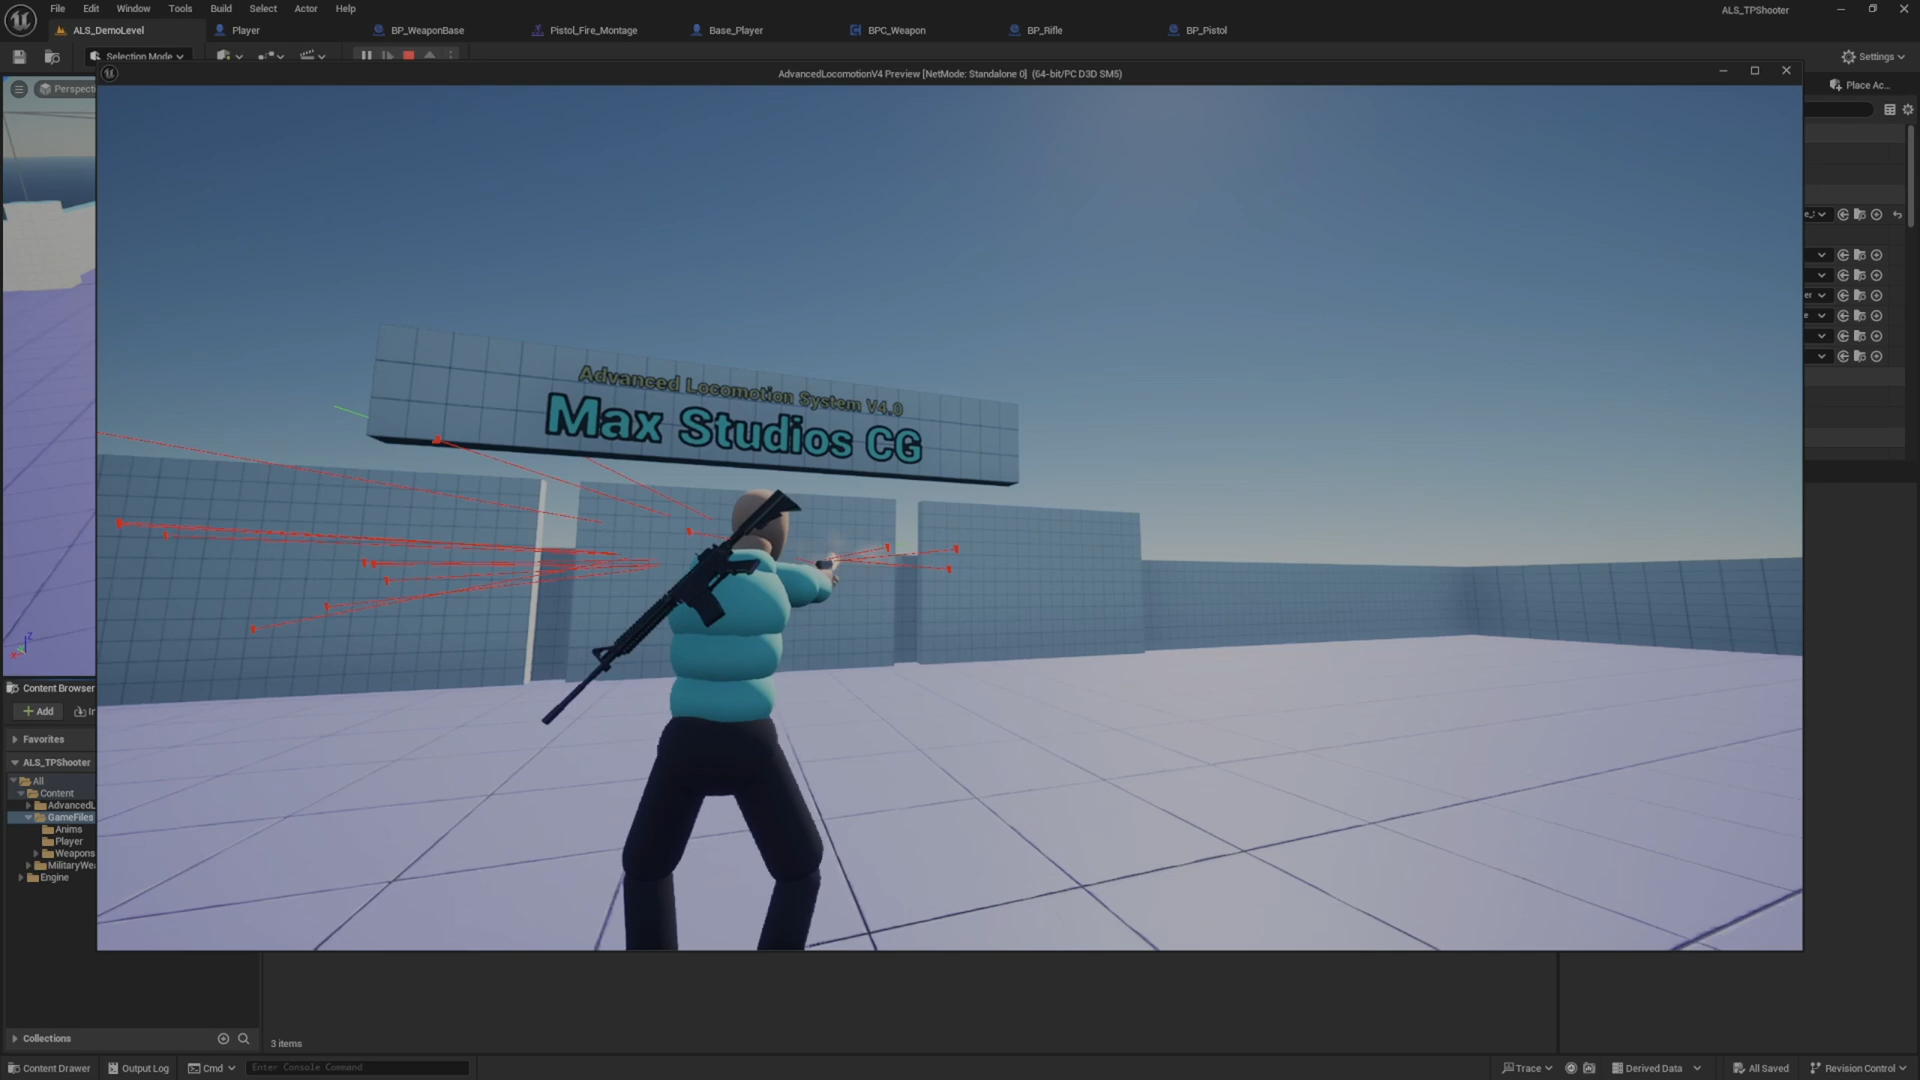 File Edit Window Tools Build Select Actor Help
ALS_TPShooter
ALS_DemoLevel
Player
BP_WeaponBase
Pistol_Fire_Montage
Base_Player
BPC_Weapon
BP_Rifle
BP_Pistol
Selection Mode
Settings
AdvancedLocomotionV4 Preview [NetMode: Standalone 0] (64-bit/PC D3D SM5)
Perspecti
Place Ac...
Advanced Locomotion System V4.0
Max Studios CG
z
x
Content Browser
Add
Favorites
ALS_TPShooter
All
Content
AdvancedL
GameFiles
Anims
Player
Weapons
MilitaryWea
Engine
Collections
3 items
Content Drawer
Output Log
Cmd
Enter Console Command
Trace
Derived Data
All Saved
Revision Control